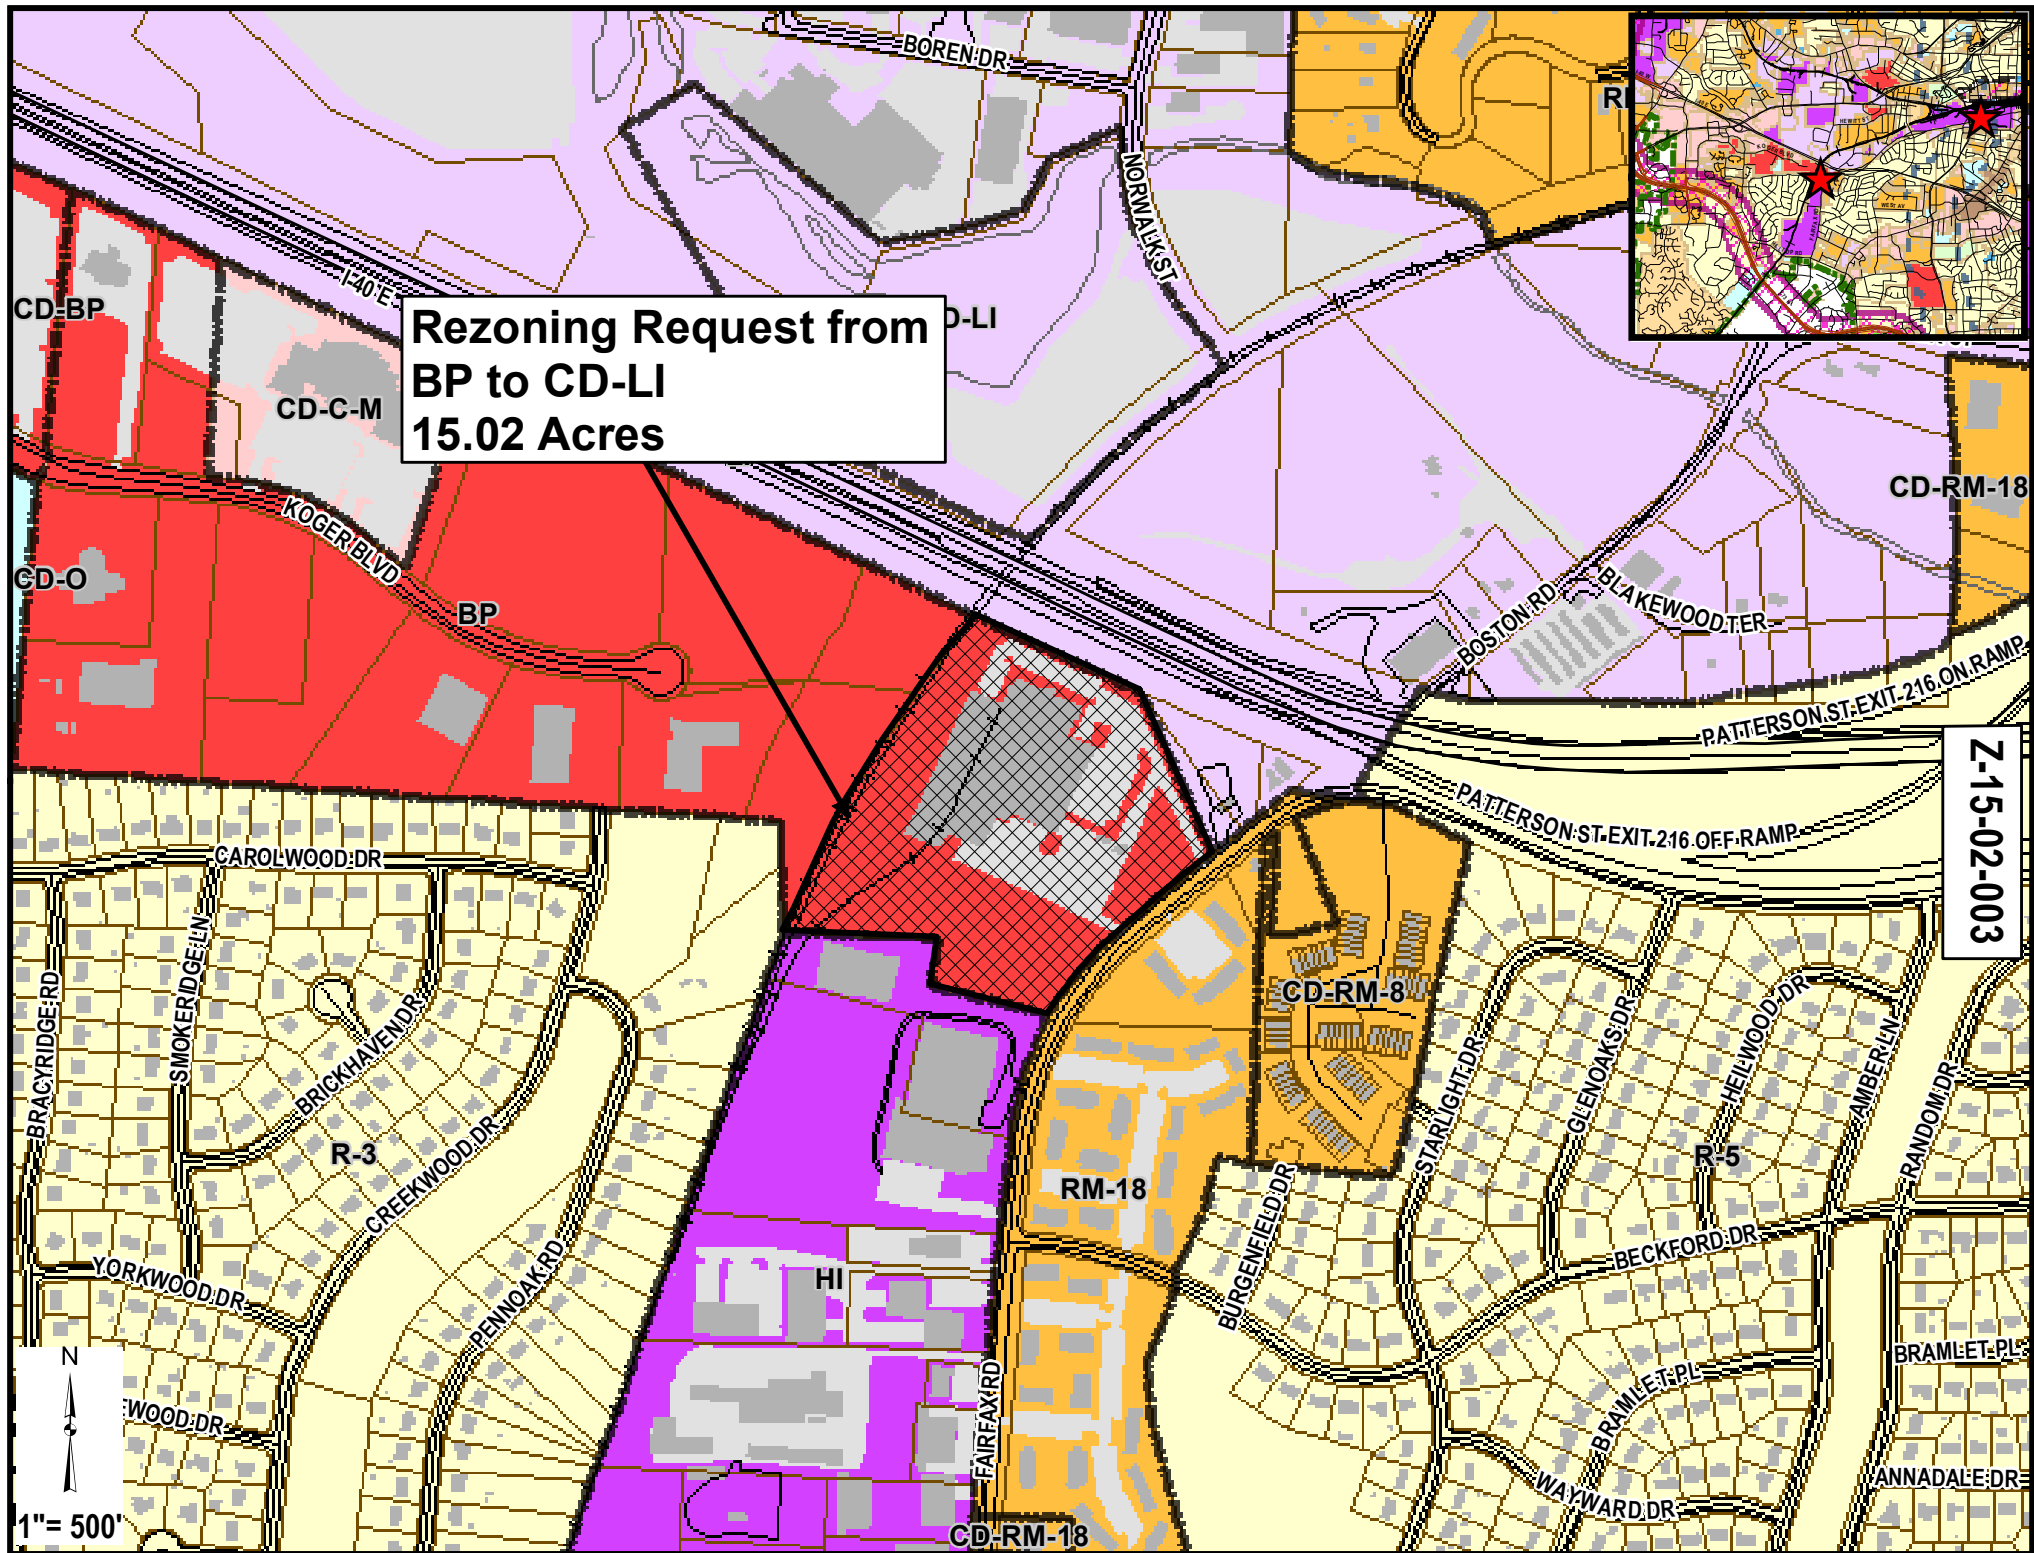 BOREN DR
NORWALK ST
I-40 E
CD-BP
CD-C-M
Rezoning Request from
BP to CD-LI
15.02 Acres
D-LI
CD-RM-18
KOGER BLVD
CD-O
BP
BOSTON RD
BLAKEWOOD TER
PATTERSON ST EXIT 216 ON RAMP
PATTERSON ST EXIT 216 OFF RAMP
Z-15-02-003
CAROLWOOD DR
SMOKERIDGE LN
BRACYRIDGE RD
BRICKHAVEN DR
CREEKWOOD DR
R-3
YORKWOOD DR
PENNOAK RD
EWOOD DR
HI
FAIRFAX RD
RM-18
CD-RM-8
CD-RM-18
BURGENFIELD DR
STARLIGHT DR
GLENOAKS DR
HEILWOOD DR
AMBER LN
RANDOM DR
R-5
BECKFORD DR
BRAMLET PL
BRAMLET PL
WAYWARD DR
ANNADALE DR
N
1"= 500'
WEST AV